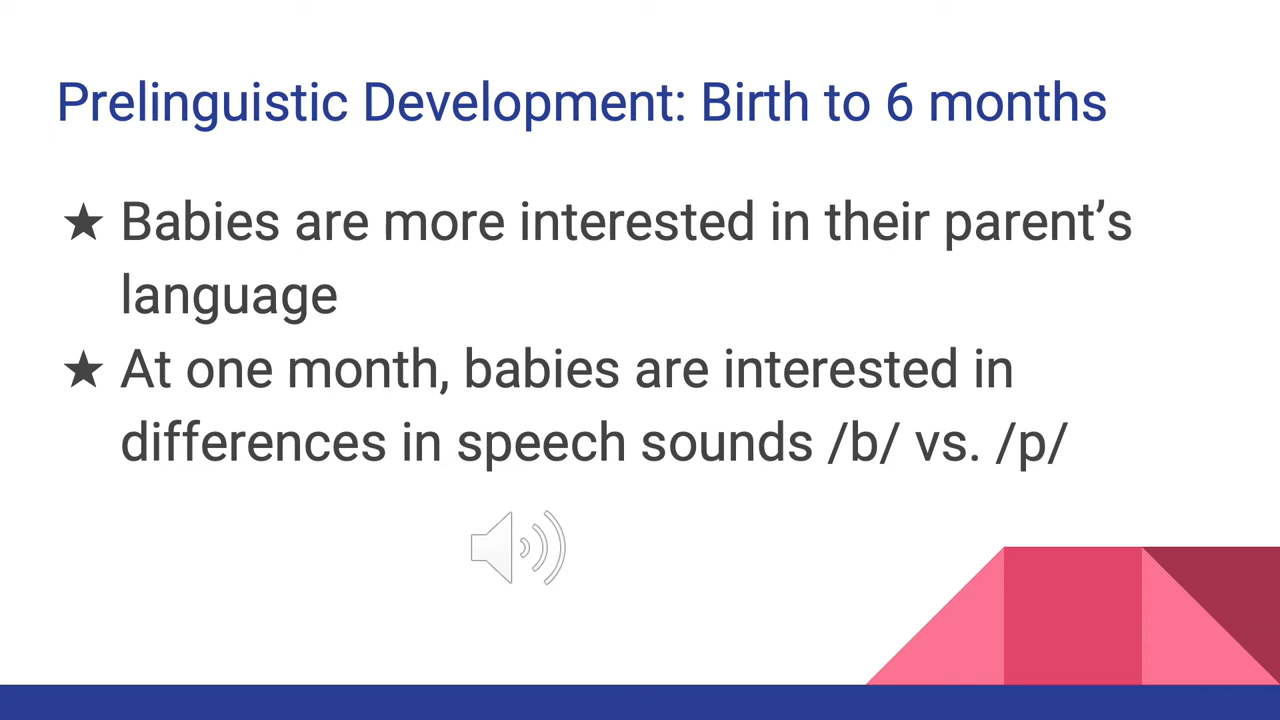 Prelinguistic Development: Birth to 6 months
★ Babies are more interested in their parent’s
language
★ At one month, babies are interested in
differences in speech sounds /b/ vs. /p/